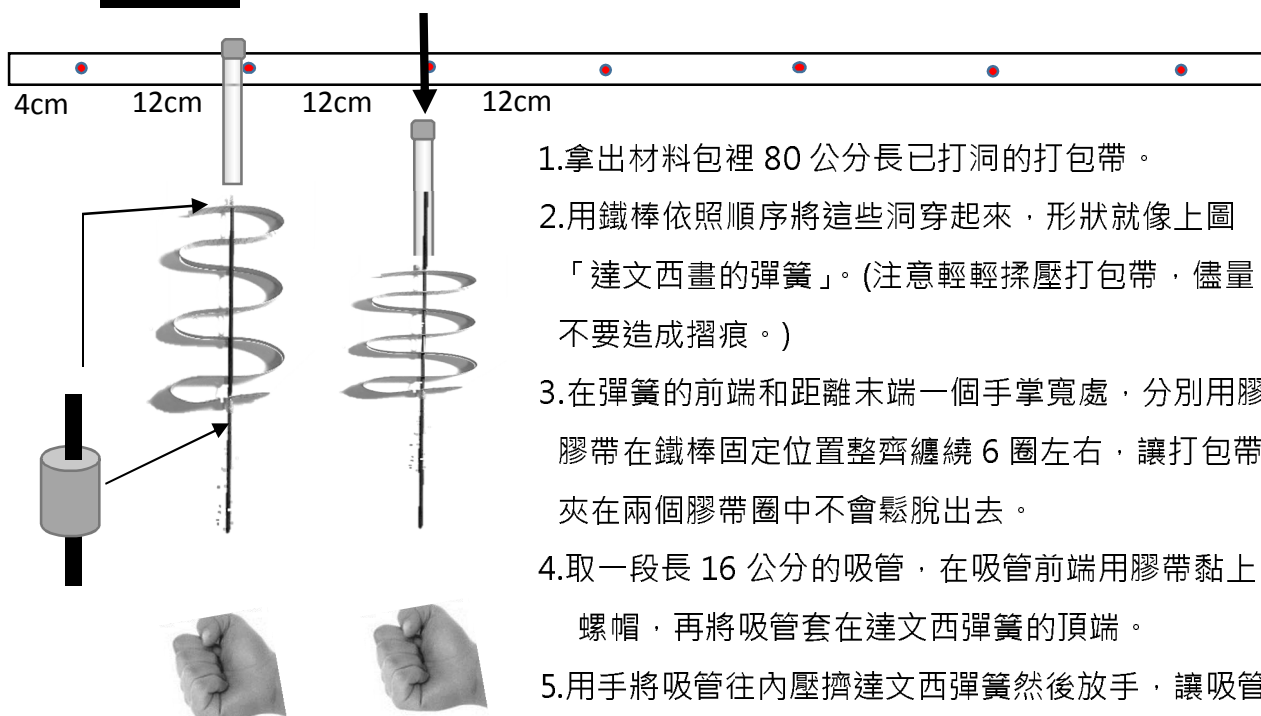 4cm 12cm 12cm 12cm
1.拿出材料包裡 80 公分長已打洞的打包帶。
2.用鐵棒依照順序將這些洞穿起來，形狀就像上圖
「達文西畫的彈簧」。(注意輕輕揉壓打包帶，儘量
不要造成摺痕。)
3.在彈簧的前端和距離末端一個手掌寬處，分別用膠
膠帶在鐵棒固定位置整齊纏繞 6 圈左右，讓打包帶
夾在兩個膠帶圈中不會鬆脫出去。
4.取一段長 16 公分的吸管，在吸管前端用膠帶黏上
螺帽，再將吸管套在達文西彈簧的頂端。
5.用手將吸管往內壓擠達文西彈簧然後放手，讓吸管